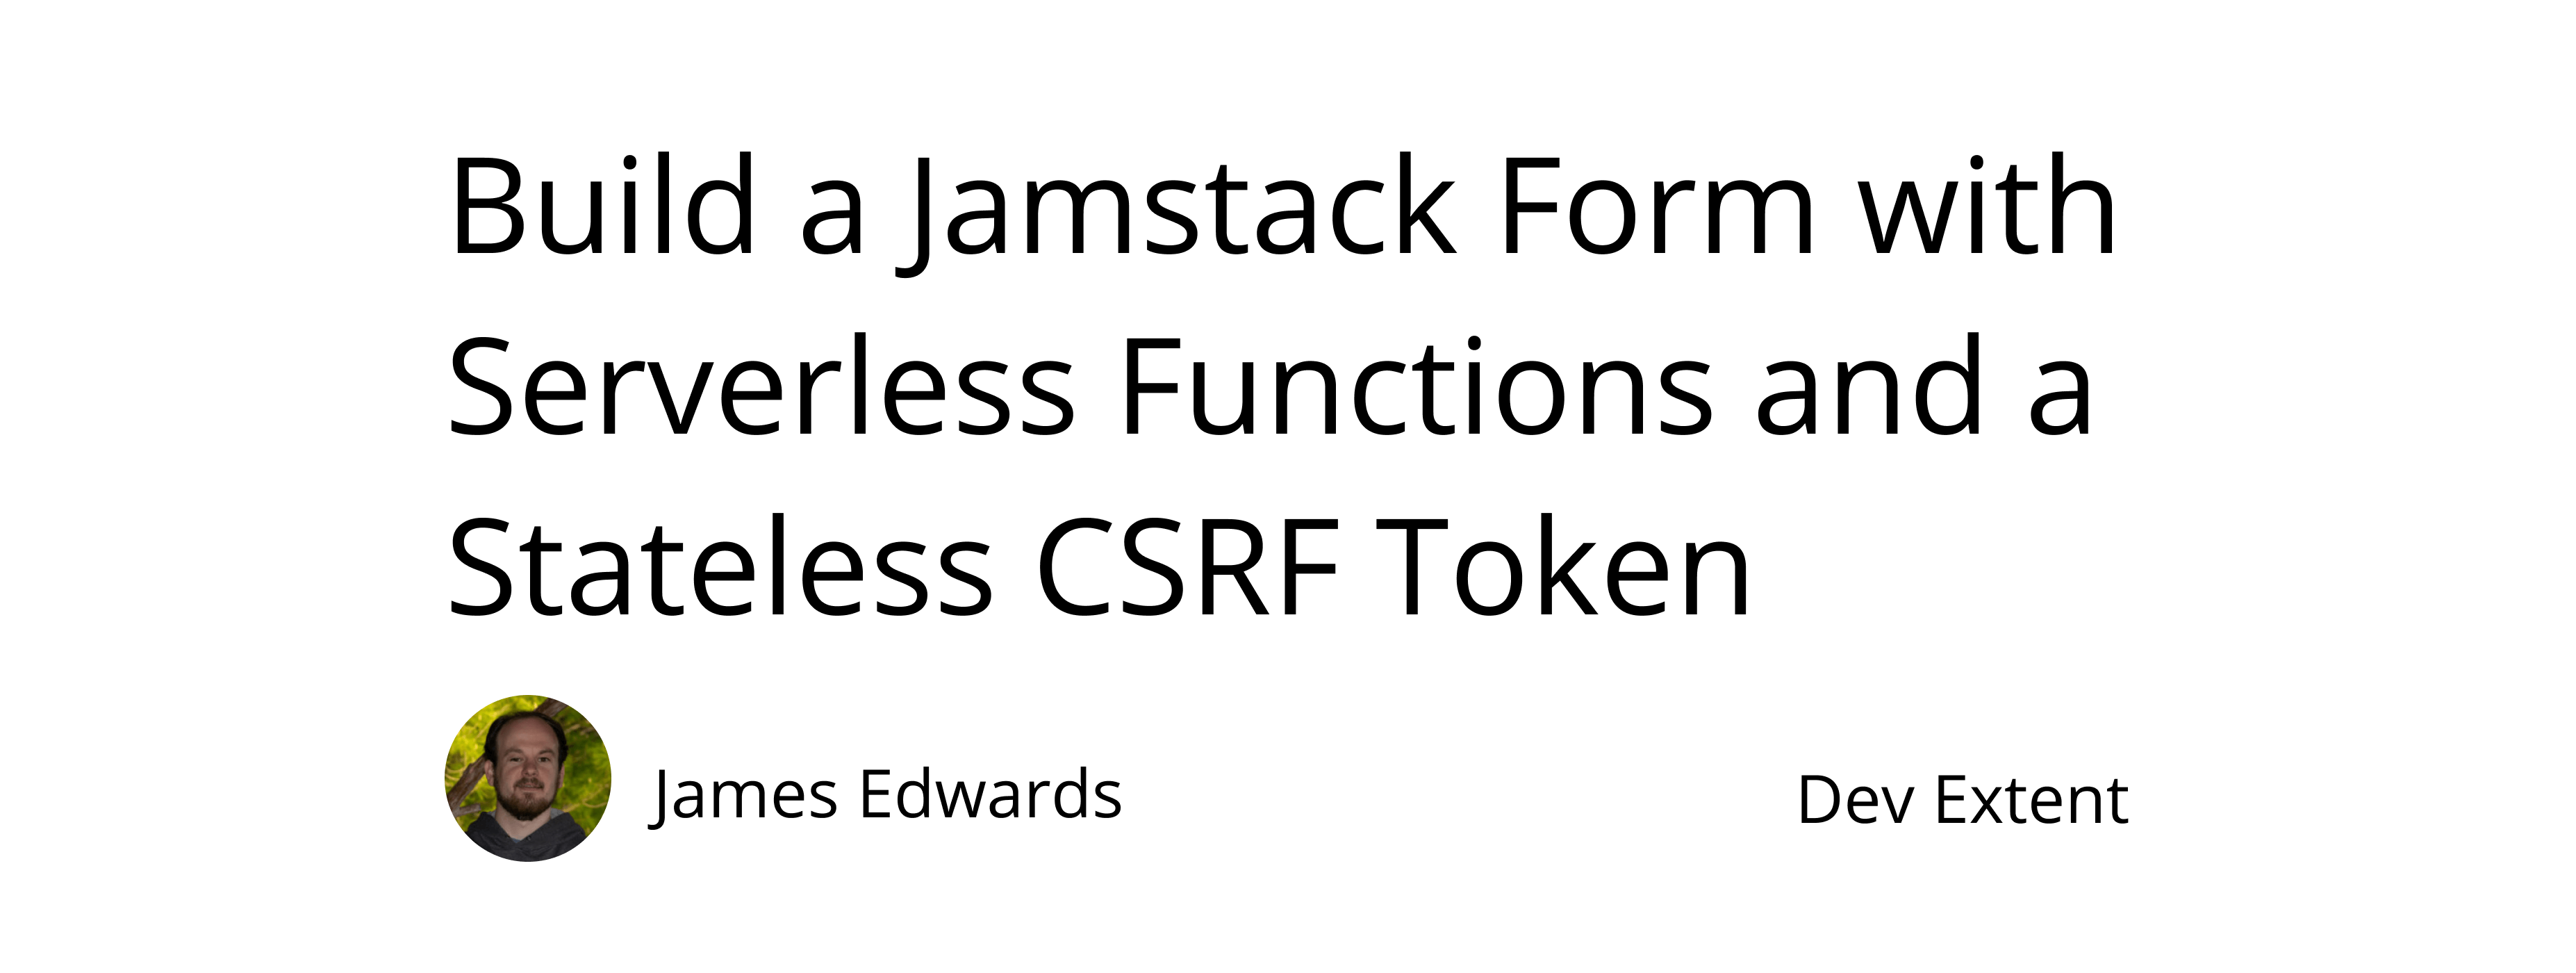 Build a Jamstack Form with
Serverless Functions and a
Stateless CSRF Token
James Edwards
Dev Extent